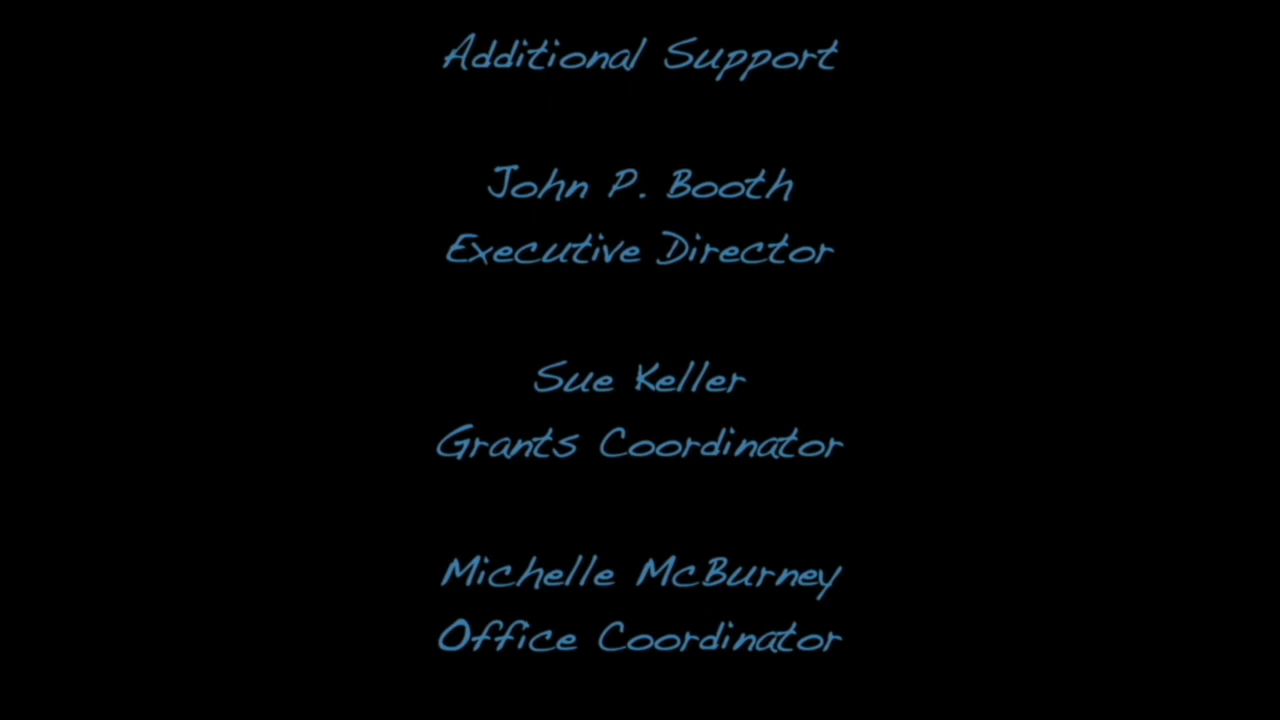 Additional Support
John P. Booth
Executive Director
Sue Keller
Grants Coordinator
Michelle McBurney
Office Coordinator